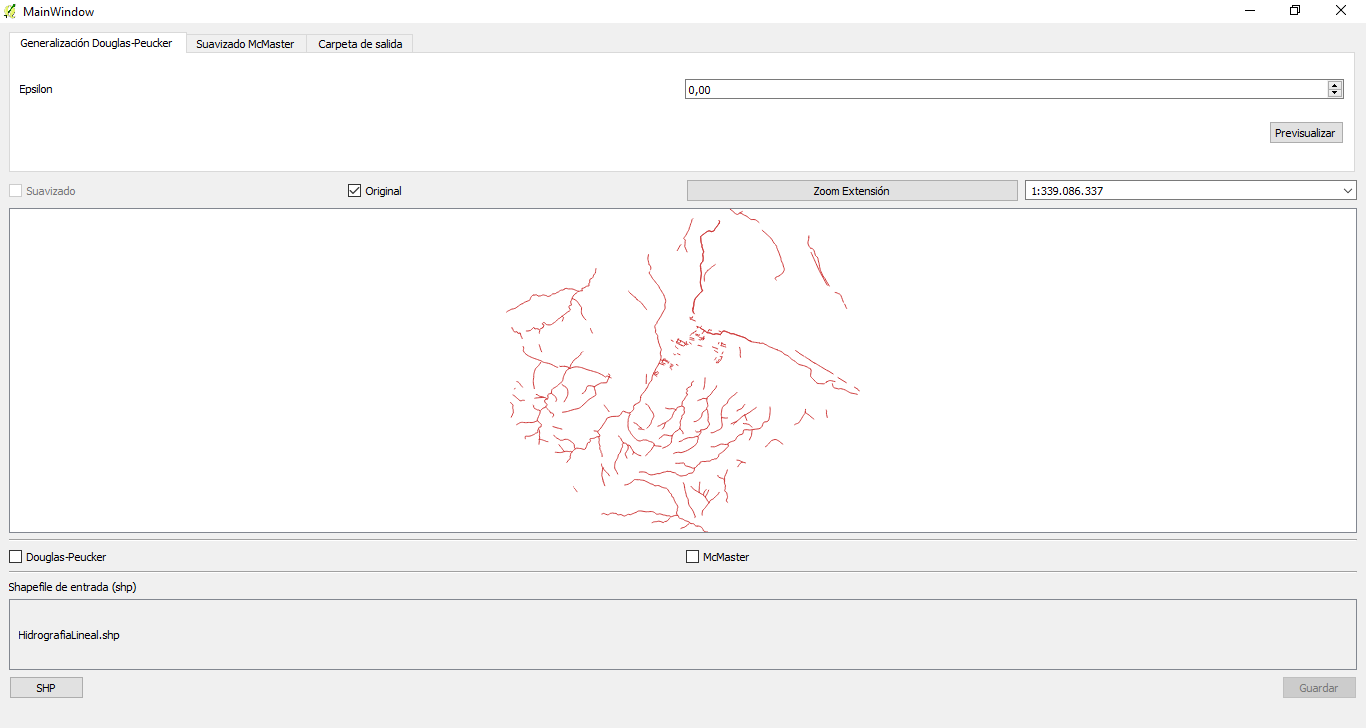 MainWindow
Generalización Douglas-Peucker
Suavizado McMaster
Carpeta de salida
Epsilon
0,00
Previsualizar
Suavizado
Original
Zoom Extensión
1:339.086.337
Douglas-Peucker
McMaster
Shapefile de entrada (shp)
HidrografiaLineal.shp
SHP
Guardar